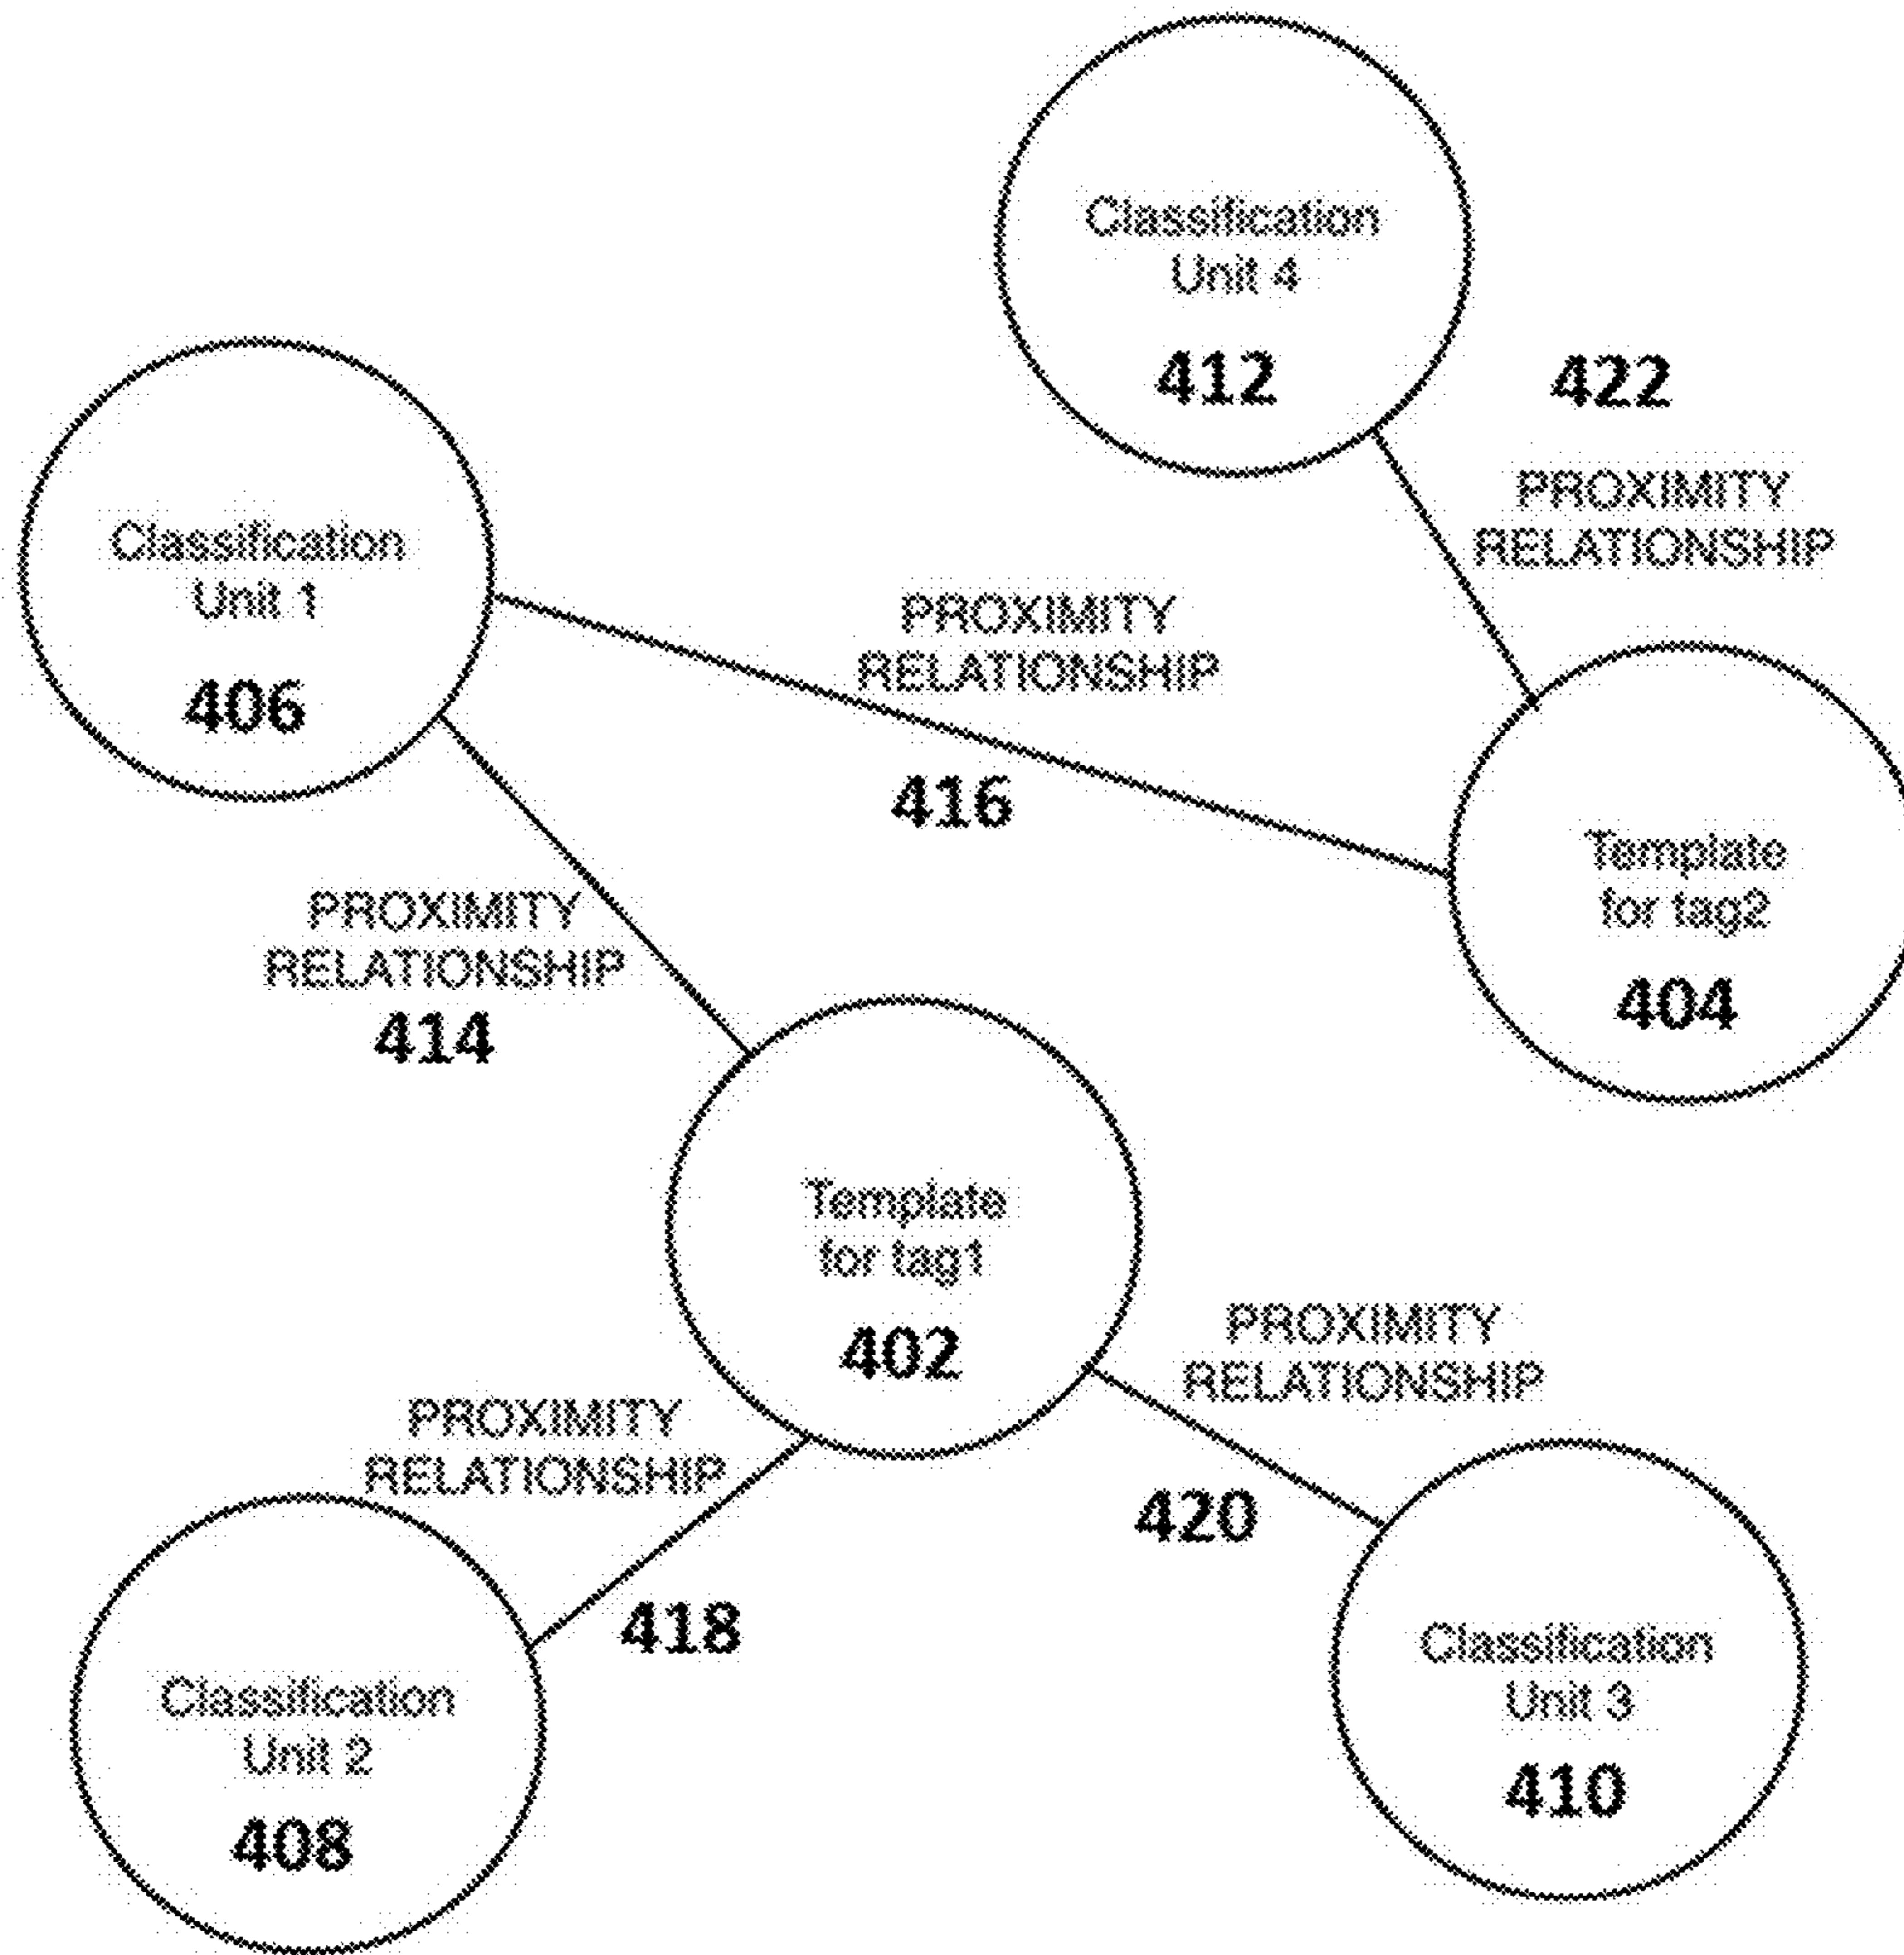 Classification
Unit 4
412
422
PROXIMITY
RELATIONSHIP
Classification
Unit 1
406
PROXIMITY
RELATIONSHIP
416
Template
for tag2
404
PROXIMITY
RELATIONSHIP
414
Template
for tag1
402
PROXIMITY
RELATIONSHIP
420
PROXIMITY
RELATIONSHIP
418
Classification
Unit 2
408
Classification
Unit 3
410